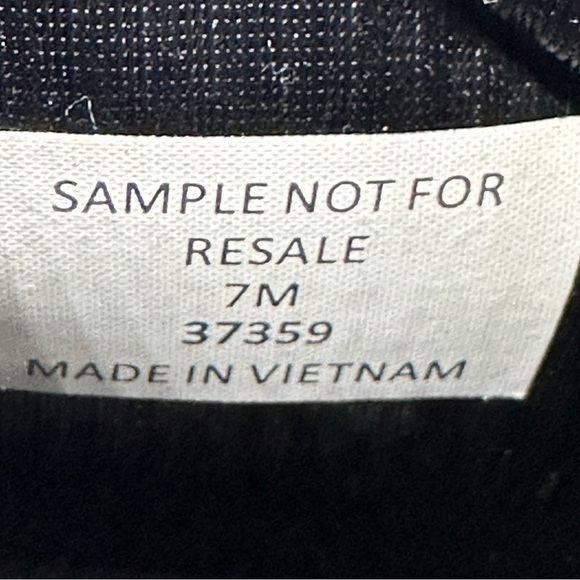 SAMPLE NOT FOR
RESALE
7M
37359
MADE IN VIETNAM